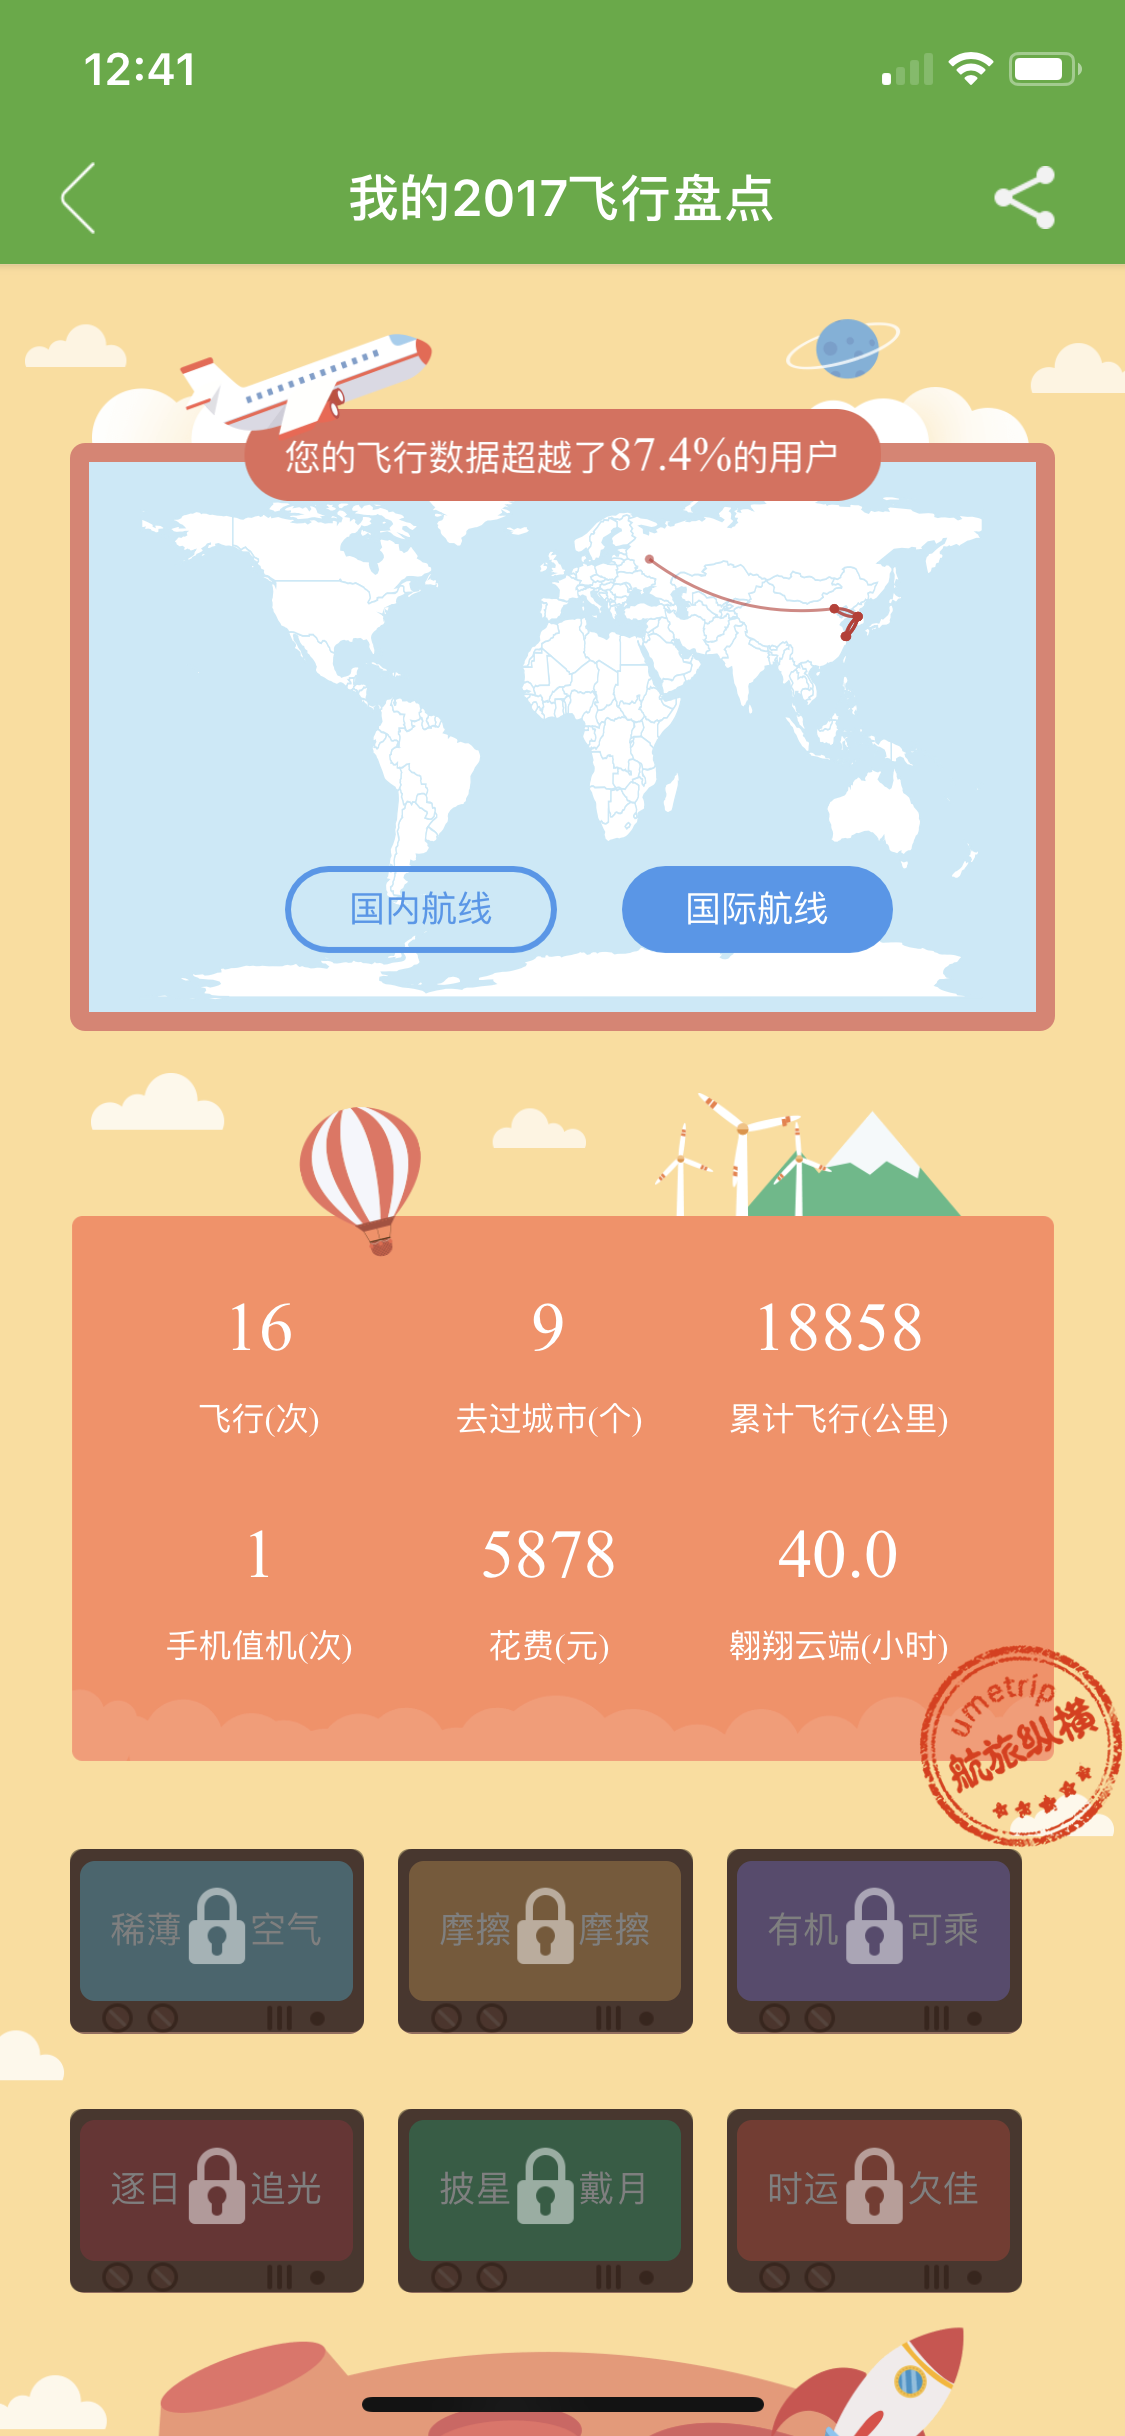 12:41
我的2017飞行盘点
您的飞行数据超越了87.4%的用户
国内航线
国际航线
16
9
18858
飞行(次)
去过城市(个)
累计飞行(公里)
1
5878
40.0
手机值机(次)
花费(元)
翱翔云端(小时)
umetrip
航旅纵横
稀薄空气
摩擦摩擦
有机可乘
逐日追光
披星戴月
时运欠佳